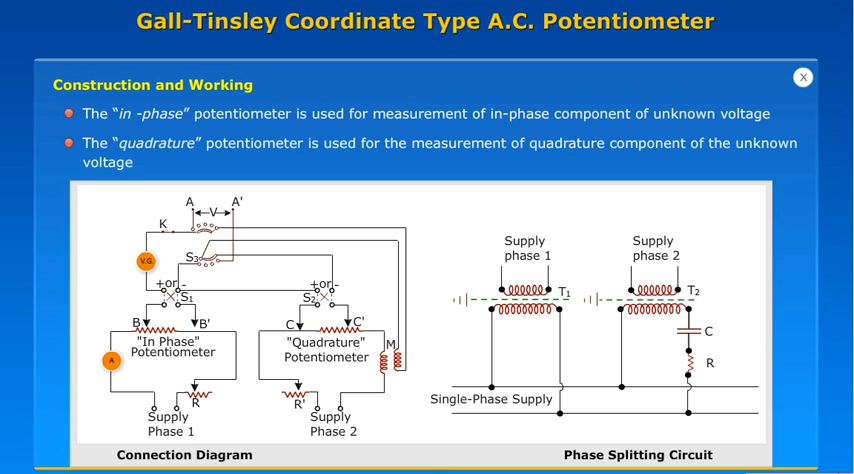 Gall-Tinsley Coordinate Type A.C. Potentiometer
X
Construction and Working
The “in -phase” potentiometer is used for measurement of in-phase component of unknown voltage
The “quadrature” potentiometer is used for the measurement of quadrature component of the unknown
voltage
A A'
V
K
S3
V.G.
+or - +or -
S1 S2
B B' C C'
"In Phase"
Potentiometer
"Quadrature"
Potentiometer
M
A
R R'
Supply
Phase 1
Supply
Phase 2
Supply
phase 1
Supply
phase 2
T1 T2
C
R
Single-Phase Supply
Connection Diagram
Phase Splitting Circuit